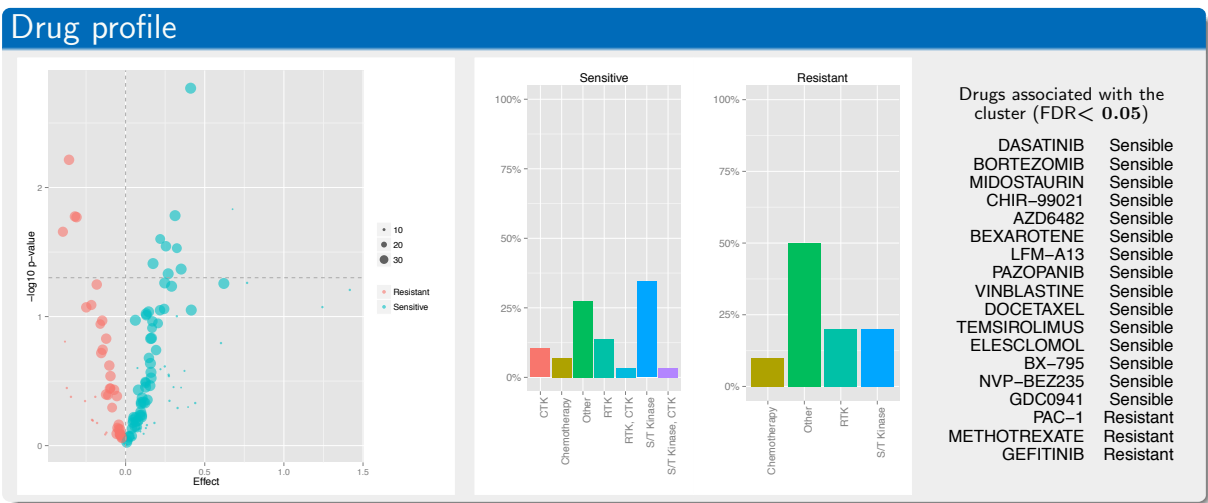 Drug profile
2
1
0
−log10 p−value
0.0
0.5
1.0
1.5
Effect
10
20
30
Resistant
Sensitive
Sensitive
100%
75%
50%
25%
0%
CTK
Chemotherapy
Other
RTK
RTK, CTK
S/T Kinase
S/T Kinase, CTK
Resistant
100%
75%
50%
25%
0%
Chemotherapy
Other
RTK
S/T Kinase
Drugs associated with the
cluster (FDR< 0.05)
DASATINIB Sensible
BORTEZOMIB Sensible
MIDOSTAURIN Sensible
CHIR−99021 Sensible
AZD6482 Sensible
BEXAROTENE Sensible
LFM−A13 Sensible
PAZOPANIB Sensible
VINBLASTINE Sensible
DOCETAXEL Sensible
TEMSIROLIMUS Sensible
ELESCLOMOL Sensible
BX−795 Sensible
NVP−BEZ235 Sensible
GDC0941 Sensible
PAC−1 Resistant
METHOTREXATE Resistant
GEFITINIB Resistant